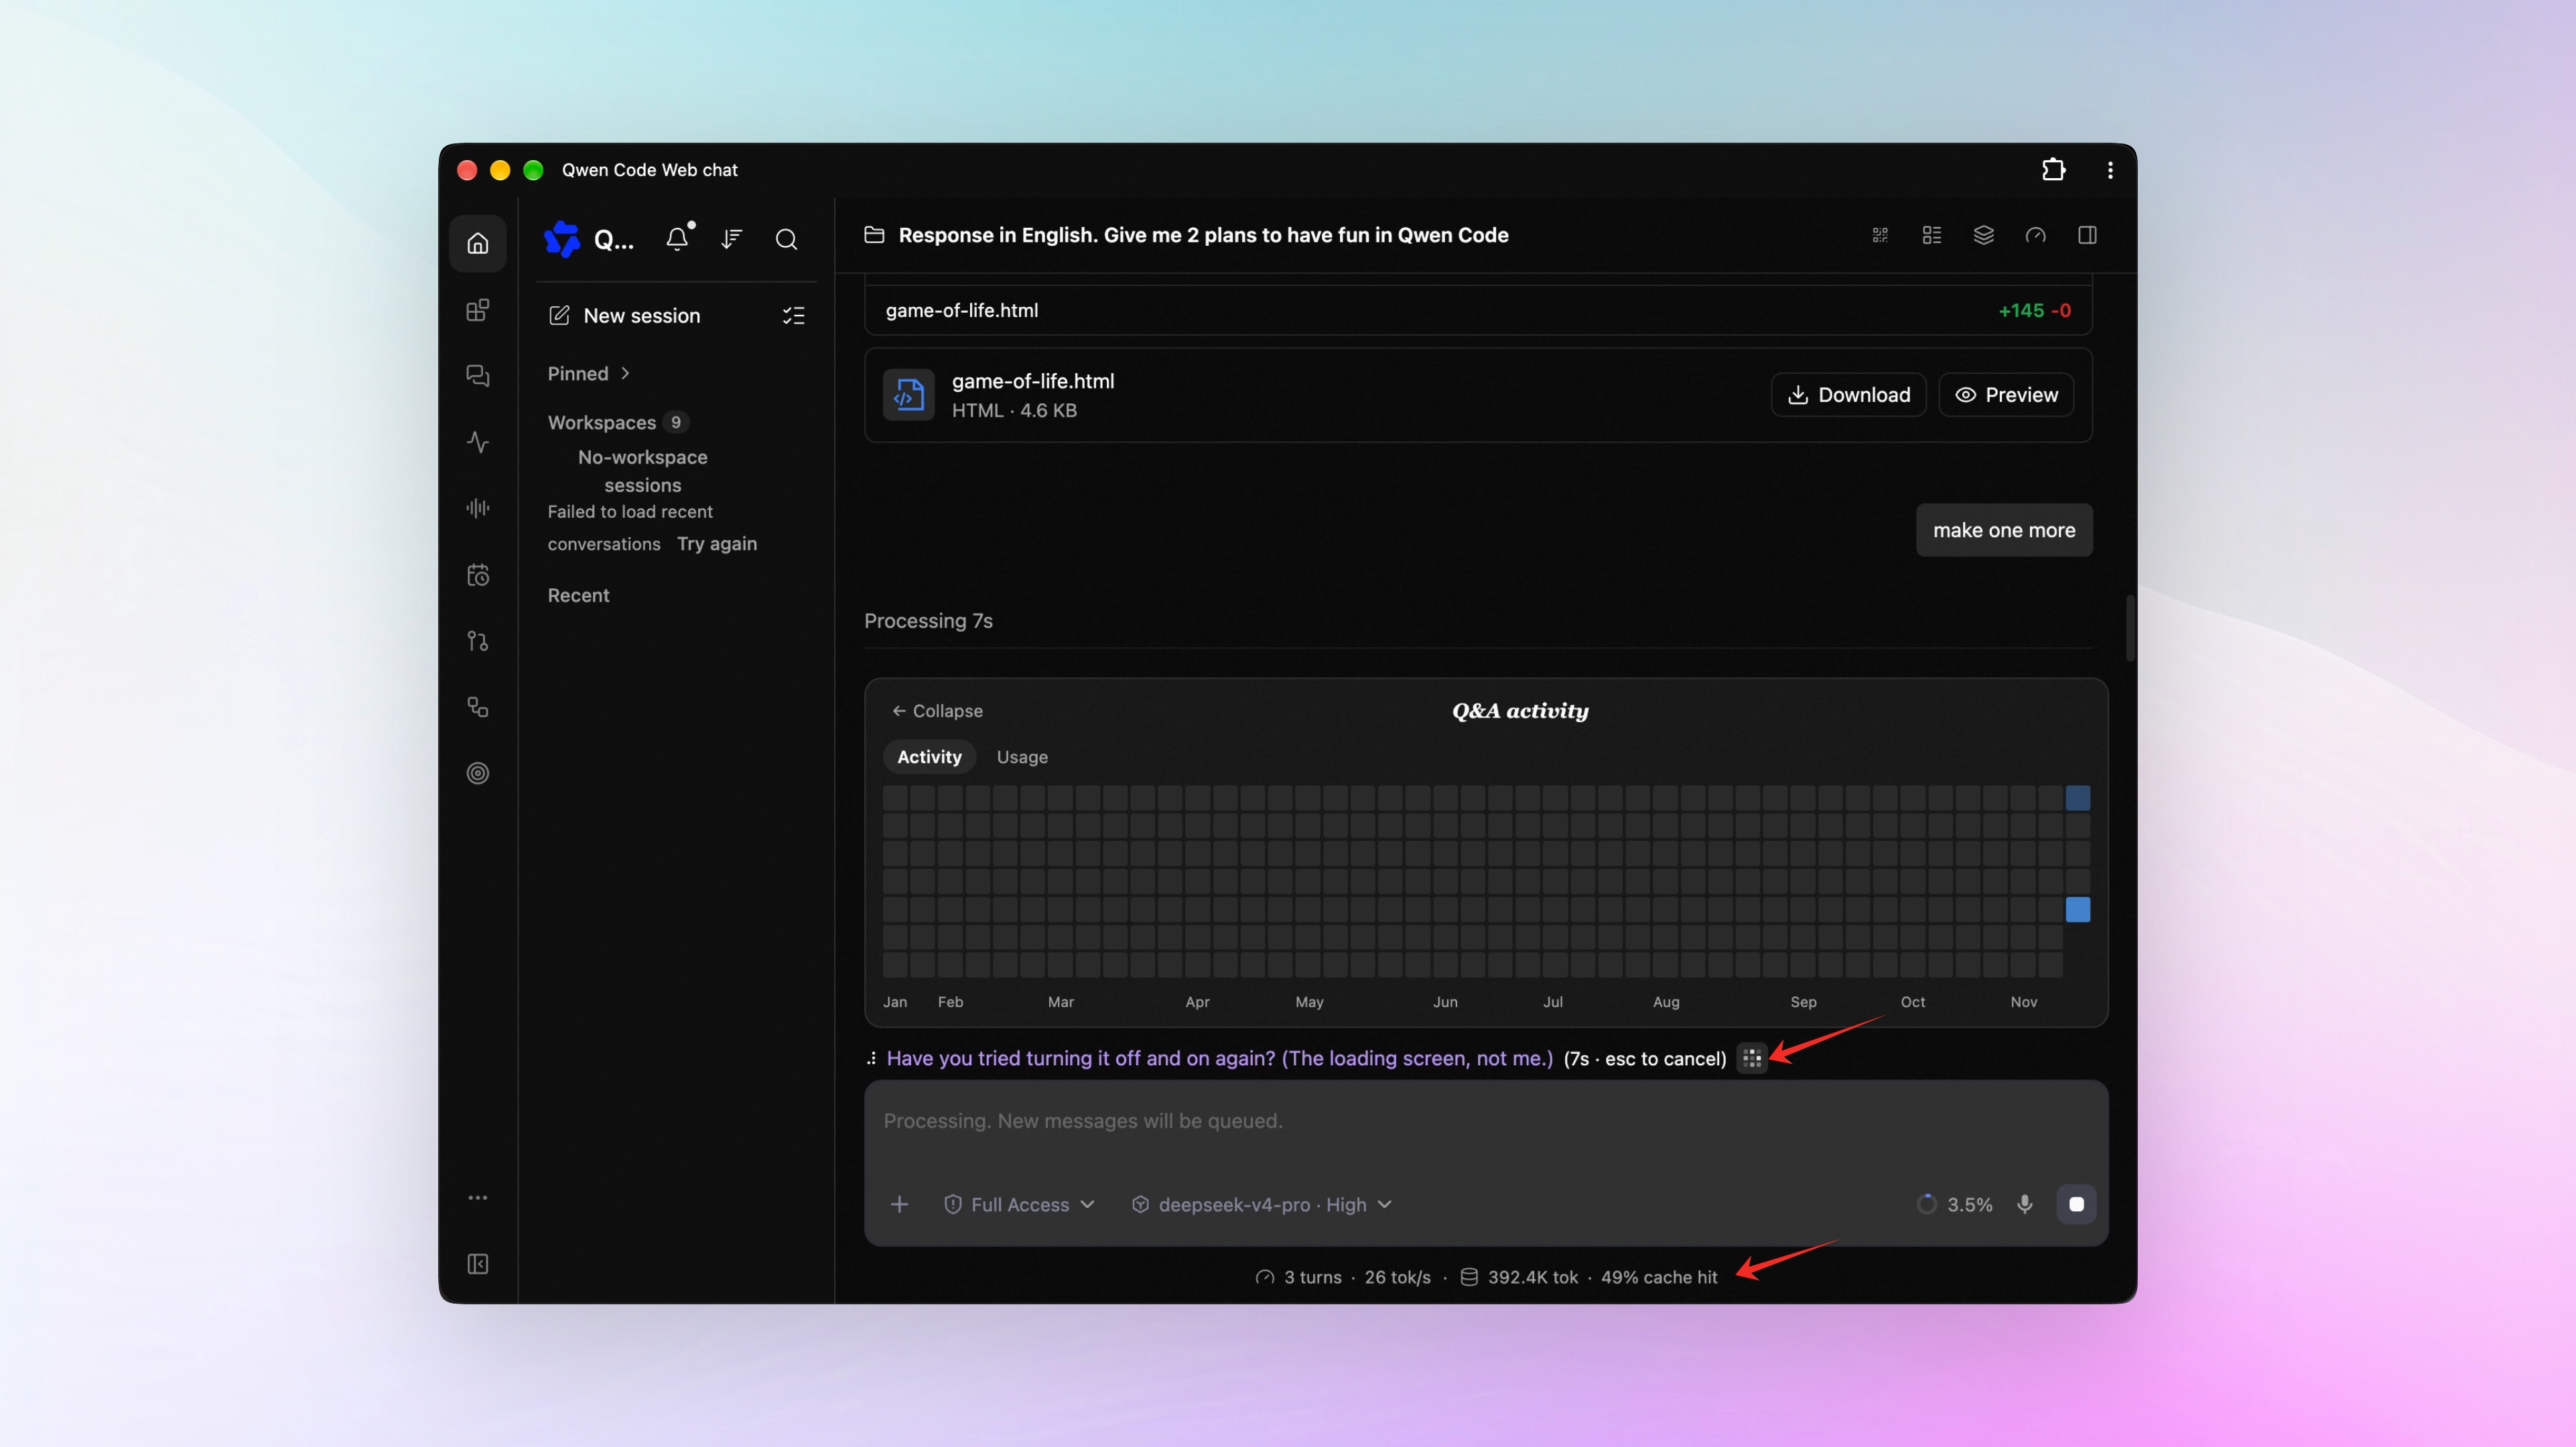 Qwen Code Web chat
Q...
New session
Pinned
Workspaces 9
No-workspace
sessions
Failed to load recent
conversations Try again
Recent
Response in English. Give me 2 plans to have fun in Qwen Code
game-of-life.html +145 -0
game-of-life.html
HTML · 4.6 KB
Download
Preview
make one more
Processing 7s
Collapse
Q&A activity
Activity Usage
Jan Feb Mar Apr May Jun Jul Aug Sep Oct Nov
Have you tried turning it off and on again? (The loading screen, not me.) (7s · esc to cancel)
Processing. New messages will be queued.
Full Access deepseek-v4-pro · High 3.5%
3 turns · 26 tok/s · 392.4K tok · 49% cache hit